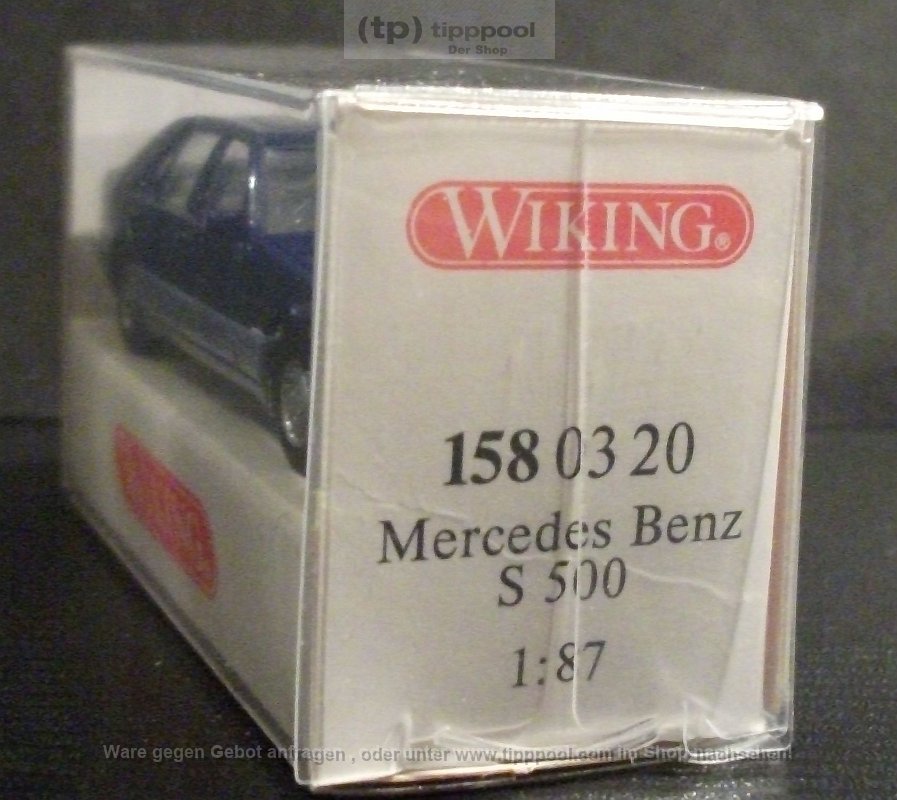 (tp) tipppool
Der Shop
WIKING®
158 03 20
Mercedes Benz
S 500
1:87
Ware gegen Gebot anfragen , oder unter www.tipppool.com im Shop nachsehen!